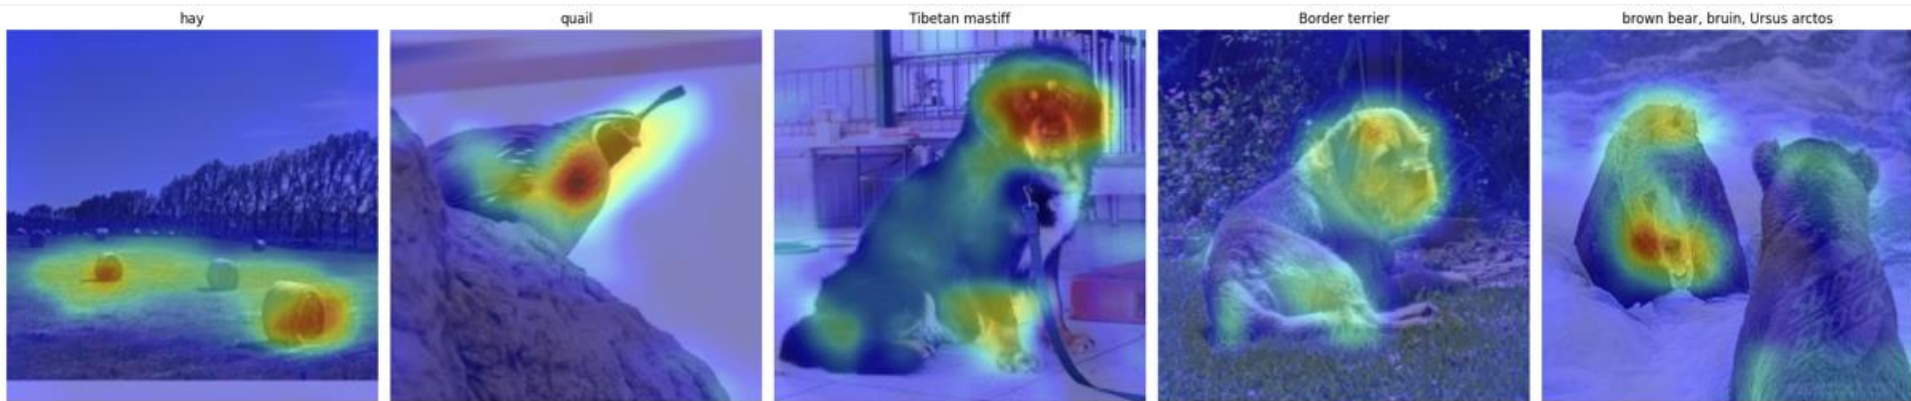 hay
quail
Tibetan mastiff
Border terrier
brown bear, bruin, Ursus arctos